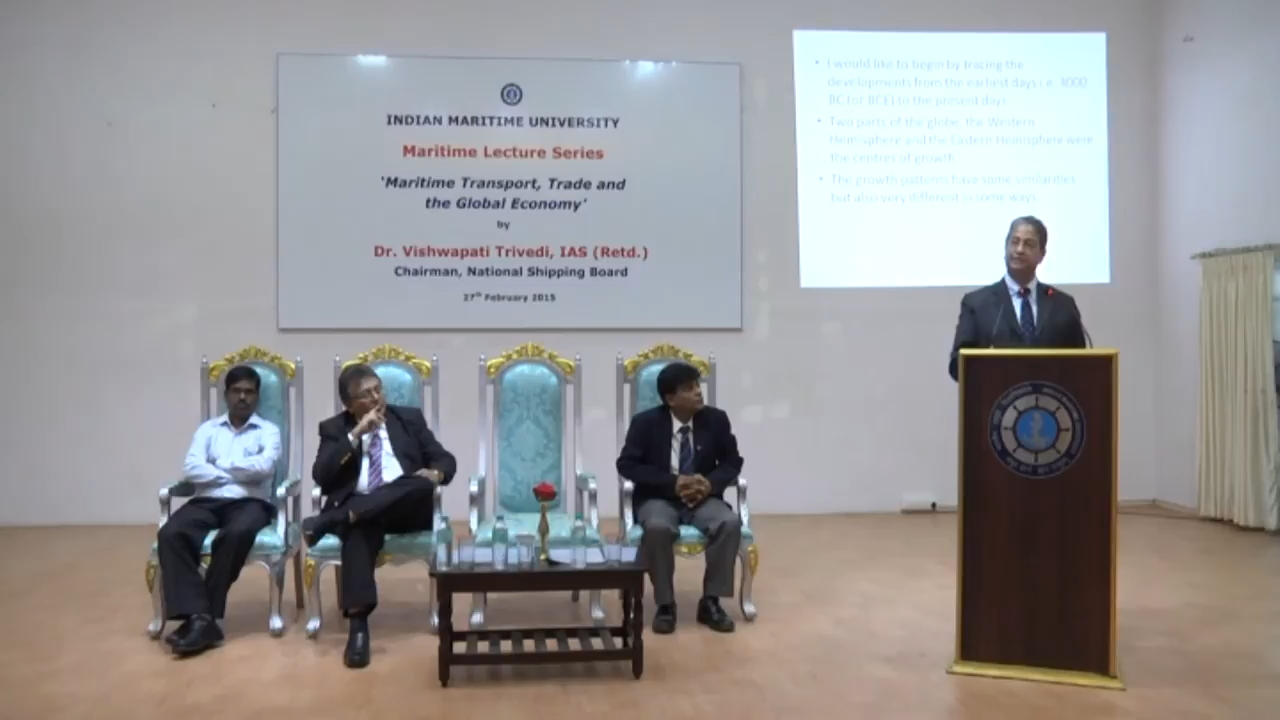 INDIAN MARITIME UNIVERSITY
Maritime Lecture Series
'Maritime Transport, Trade and
the Global Economy'
by
Dr. Vishwapati Trivedi, IAS (Retd.)
Chairman, National Shipping Board
27th February 2015
• I would like to begin by tracing the
developments from the earliest days i.e.
BC (or BCE) to the present days.
• Two parts of the globe, the Western
Hemisphere and the Eastern Hemisphere were
the centres of growth.
• The growth patterns have some similarities
but also very different in some ways.